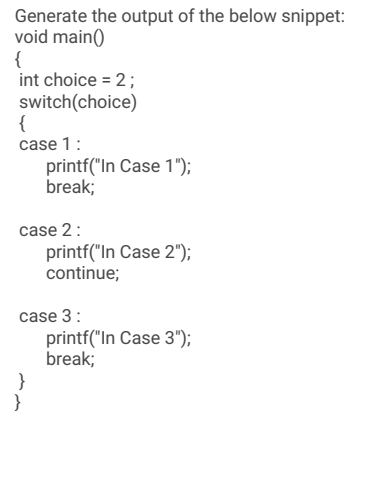 Generate the output of the below snippet:
void main()
{
int choice = 2 ;
switch(choice)
{
case 1 :
printf("In Case 1");
break;
case 2 :
printf("In Case 2");
continue;
case 3 :
printf("In Case 3");
break;
}
}